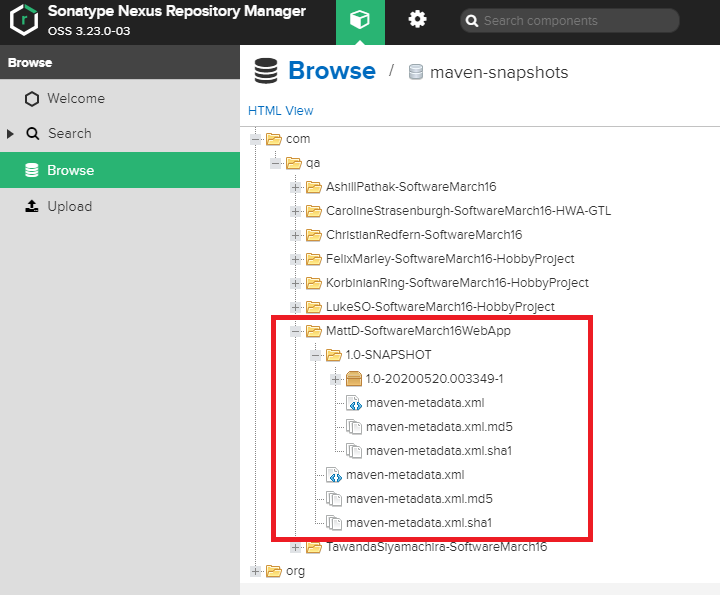 Sonatype Nexus Repository Manager
OSS 3.23.0-03
Search components
Browse
Browse / maven-snapshots
Welcome
HTML View
Search
Browse
Upload
com
qa
AshillPathak-SoftwareMarch16
CarolineStrasenburgh-SoftwareMarch16-HWA-GTL
ChristianRedfern-SoftwareMarch16
FelixMarley-SoftwareMarch16-HobbyProject
KorbinianRing-SoftwareMarch16-HobbyProject
LukeSO-SoftwareMarch16-HobbyProject
MattD-SoftwareMarch16WebApp
1.0-SNAPSHOT
1.0-20200520.003349-1
maven-metadata.xml
maven-metadata.xml.md5
maven-metadata.xml.sha1
maven-metadata.xml
maven-metadata.xml.md5
maven-metadata.xml.sha1
TawandaSiyamachira-SoftwareMarch16
org